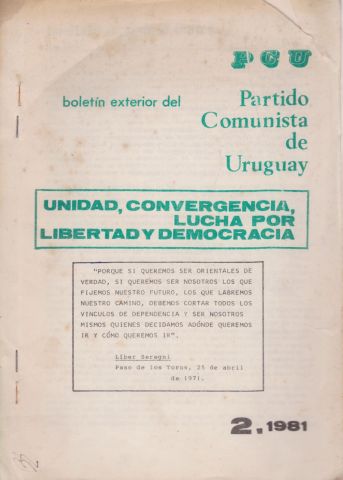 PCU
boletín exterior del
Partido
Comunista
de
Uruguay
UNIDAD, CONVERGENCIA,
LUCHA POR
LIBERTAD Y DEMOCRACIA
"PORQUE SI QUEREMOS SER ORIENTALES DE
VERDAD, SI QUEREMOS SER NOSOTROS LOS QUE
FIJEMOS NUESTRO FUTURO, LOS QUE LABREMOS
NUESTRO CAMINO, DEBEMOS CORTAR TODOS LOS
VINCULOS DE DEPENDENCIA Y SER NOSOTROS
MISMOS QUIENES DECIDAMOS ADÓNDE QUEREMOS
IR Y CÓMO QUEREMOS IR".
Líber Seregni
Paso de los Toros, 25 de abril
de 1971.
2. 1981